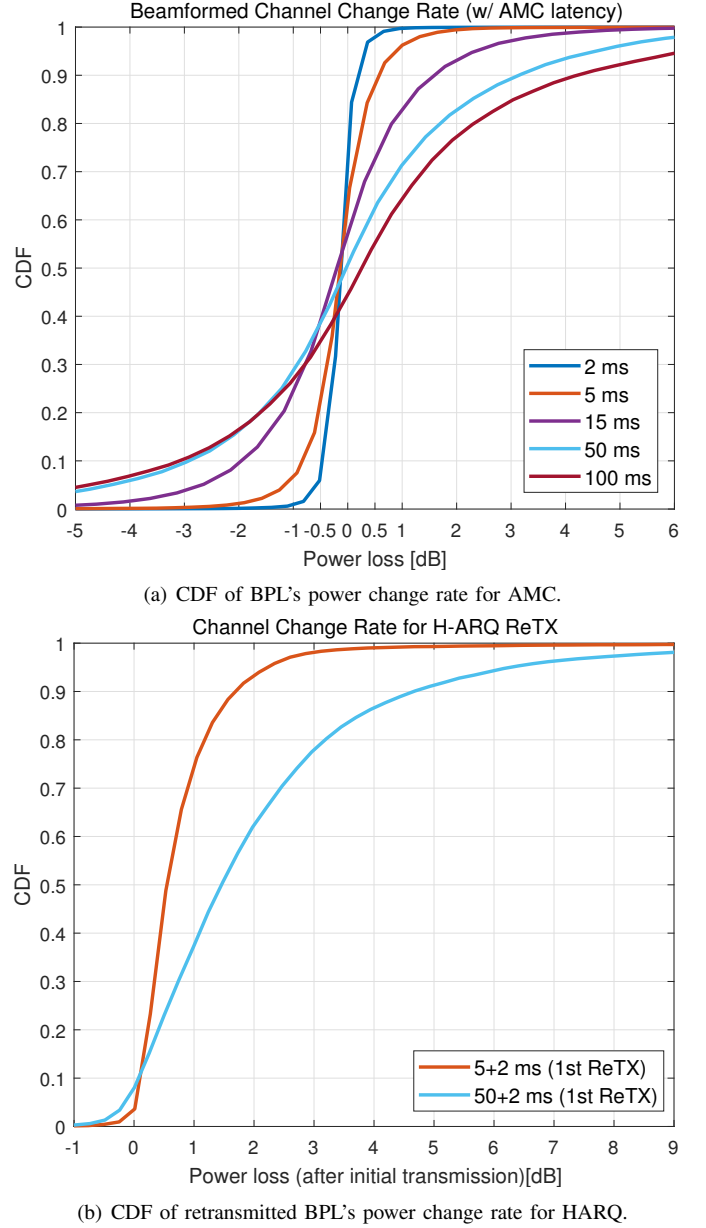 Beamformed Channel Change Rate (w/ AMC latency)
1
0.9
0.8
0.7
0.6
0.5
0.4
0.3
0.2
0.1
0
CDF
2 ms
5 ms
15 ms
50 ms
100 ms
-5 -4 -3 -2 -1 -0.5 0 0.5 1 2 3 4 5 6
Power loss [dB]
(a) CDF of BPL's power change rate for AMC.
Channel Change Rate for H-ARQ ReTX
1
0.9
0.8
0.7
0.6
0.5
0.4
0.3
0.2
0.1
0
CDF
5+2 ms (1st ReTX)
50+2 ms (1st ReTX)
-1 0 1 2 3 4 5 6 7 8 9
Power loss (after initial transmission)[dB]
(b) CDF of retransmitted BPL's power change rate for HARQ.